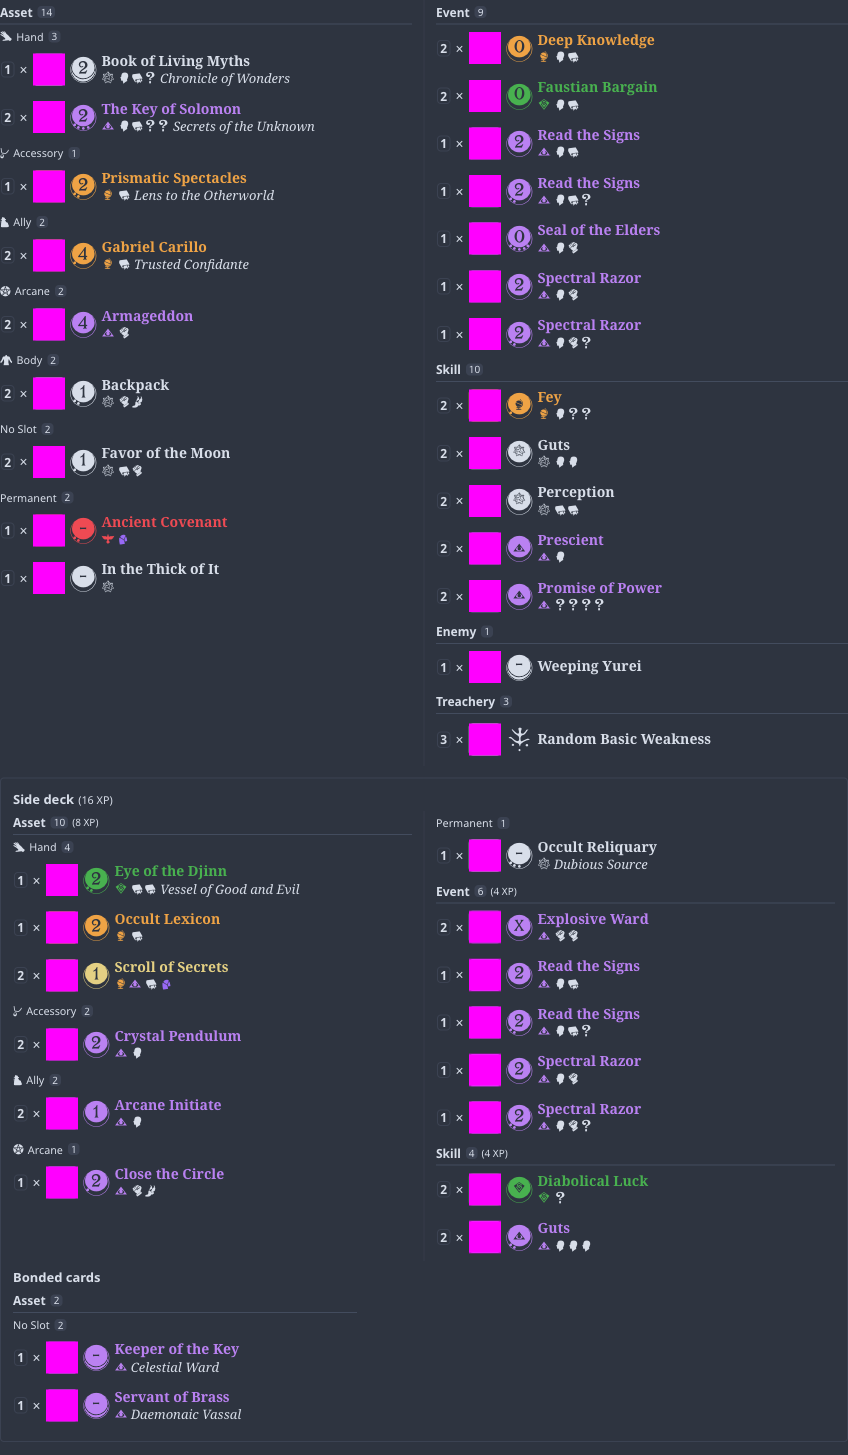 Asset 14
Hand 3
1 × 2 Book of Living Myths
? Chronicle of Wonders
2 × 2 The Key of Solomon
? ? Secrets of the Unknown
Accessory 1
1 × 2 Prismatic Spectacles
Lens to the Otherworld
Ally 2
2 × 4 Gabriel Carillo
Trusted Confidante
Arcane 2
2 × 4 Armageddon
Body 2
2 × 1 Backpack
No Slot 2
2 × 1 Favor of the Moon
Permanent 2
1 × - Ancient Covenant
1 × - In the Thick of It
Event 9
2 × 0 Deep Knowledge
2 × 0 Faustian Bargain
1 × 2 Read the Signs
1 × 2 Read the Signs
?
1 × 0 Seal of the Elders
1 × 2 Spectral Razor
1 × 2 Spectral Razor
?
Skill 10
2 × Fey
? ?
2 × Guts
2 × Perception
2 × Prescient
2 × Promise of Power
? ? ? ?
Enemy 1
1 × - Weeping Yurei
Treachery 3
3 × Random Basic Weakness
Side deck (16 XP)
Asset 10 (8 XP)
Hand 4
1 × 2 Eye of the Djinn
Vessel of Good and Evil
1 × 2 Occult Lexicon
2 × 1 Scroll of Secrets
Accessory 2
2 × 2 Crystal Pendulum
Ally 2
2 × 1 Arcane Initiate
Arcane 1
1 × 2 Close the Circle
Permanent 1
1 × - Occult Reliquary
Dubious Source
Event 6 (4 XP)
2 × X Explosive Ward
1 × 2 Read the Signs
1 × 2 Read the Signs
?
1 × 2 Spectral Razor
1 × 2 Spectral Razor
?
Skill 4 (4 XP)
2 × Diabolical Luck
?
2 × Guts
Bonded cards
Asset 2
No Slot 2
1 × - Keeper of the Key
Celestial Ward
1 × - Servant of Brass
Daemonaic Vassal